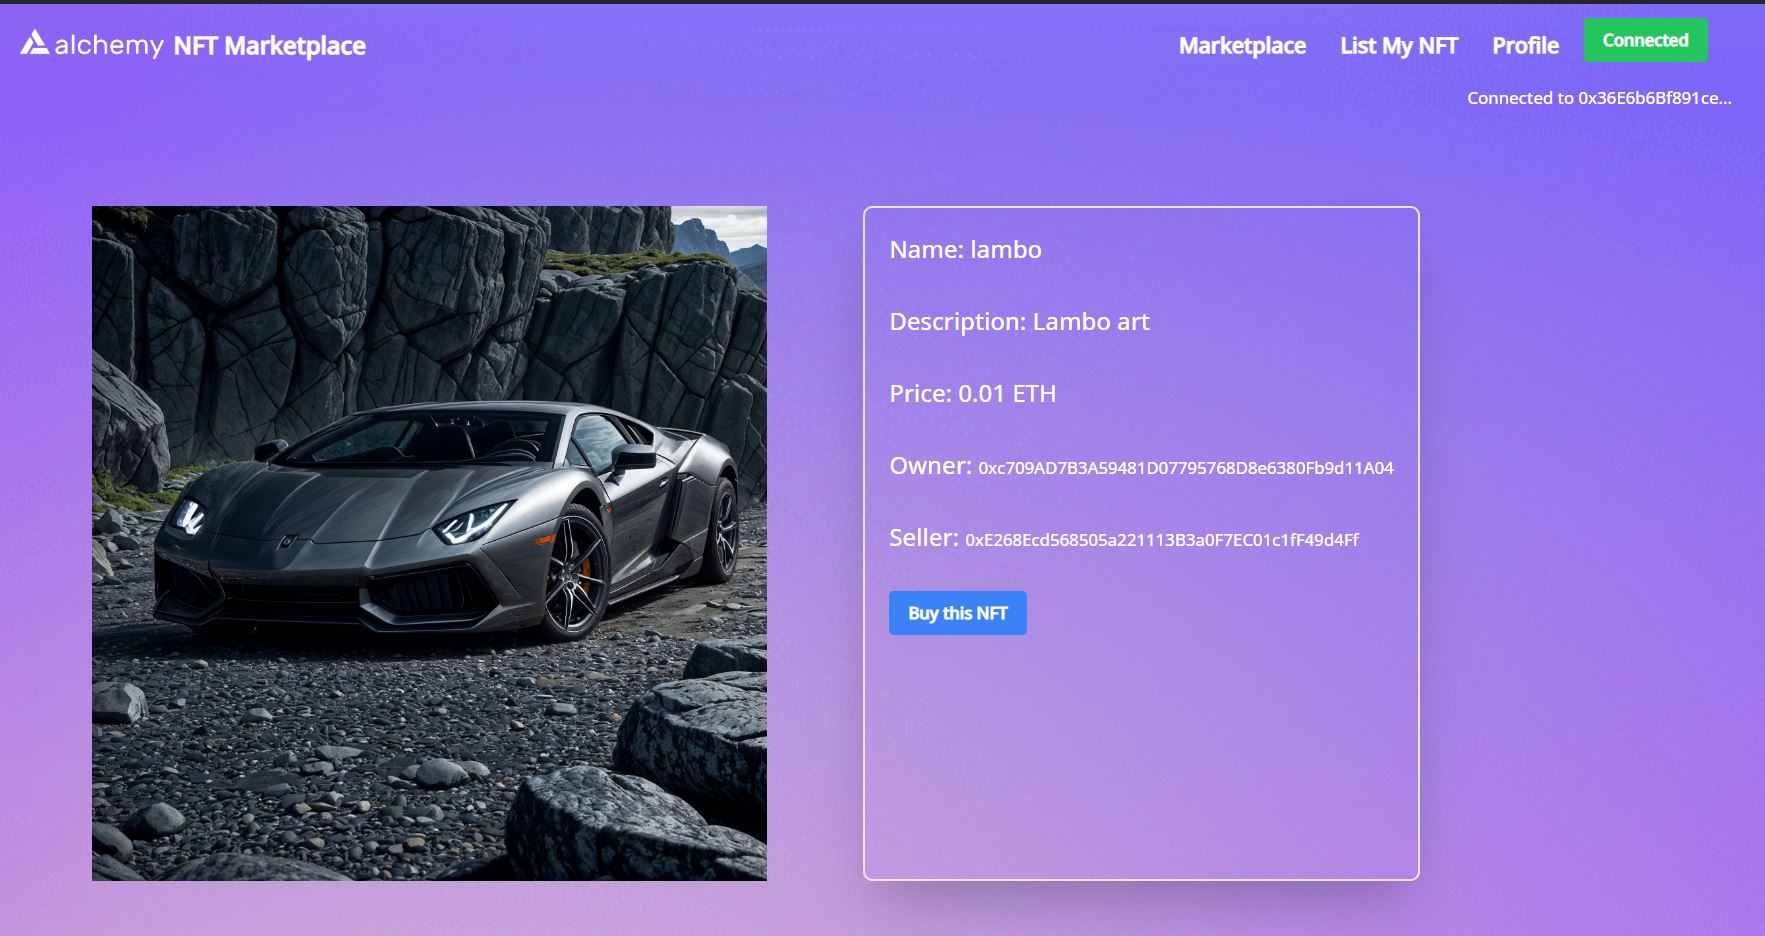 alchemy NFT Marketplace
Marketplace
List My NFT
Profile
Connected
Connected to 0x36E6b6Bf891ce...
Name: lambo
Description: Lambo art
Price: 0.01 ETH
Owner: 0xc709AD7B3A59481D07795768D8e6380Fb9d11A04
Seller: 0xE268Ecd568505a221113B3a0F7EC01c1fF49d4Ff
Buy this NFT